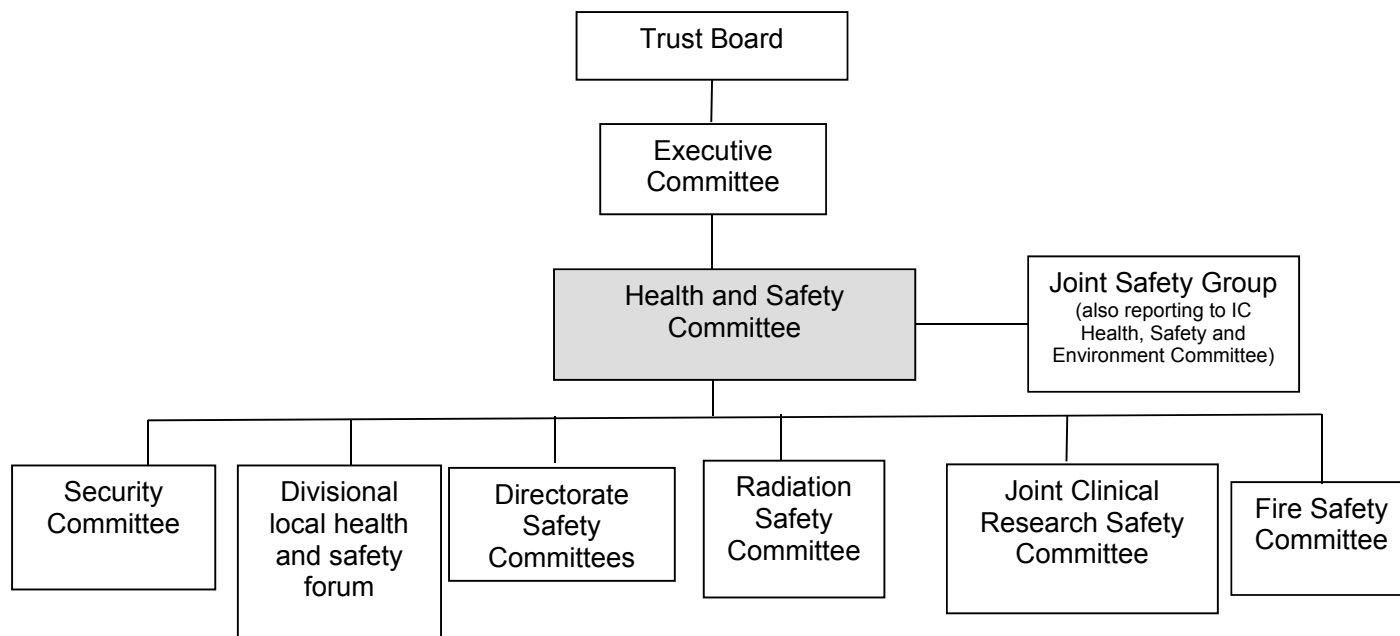 Trust Board
Executive
Committee
Health and Safety
Committee
Joint Safety Group
(also reporting to IC
Health, Safety and
Environment Committee)
Security
Committee
Divisional
local health
and safety
forum
Directorate
Safety
Committees
Radiation
Safety
Committee
Joint Clinical
Research Safety
Committee
Fire Safety
Committee